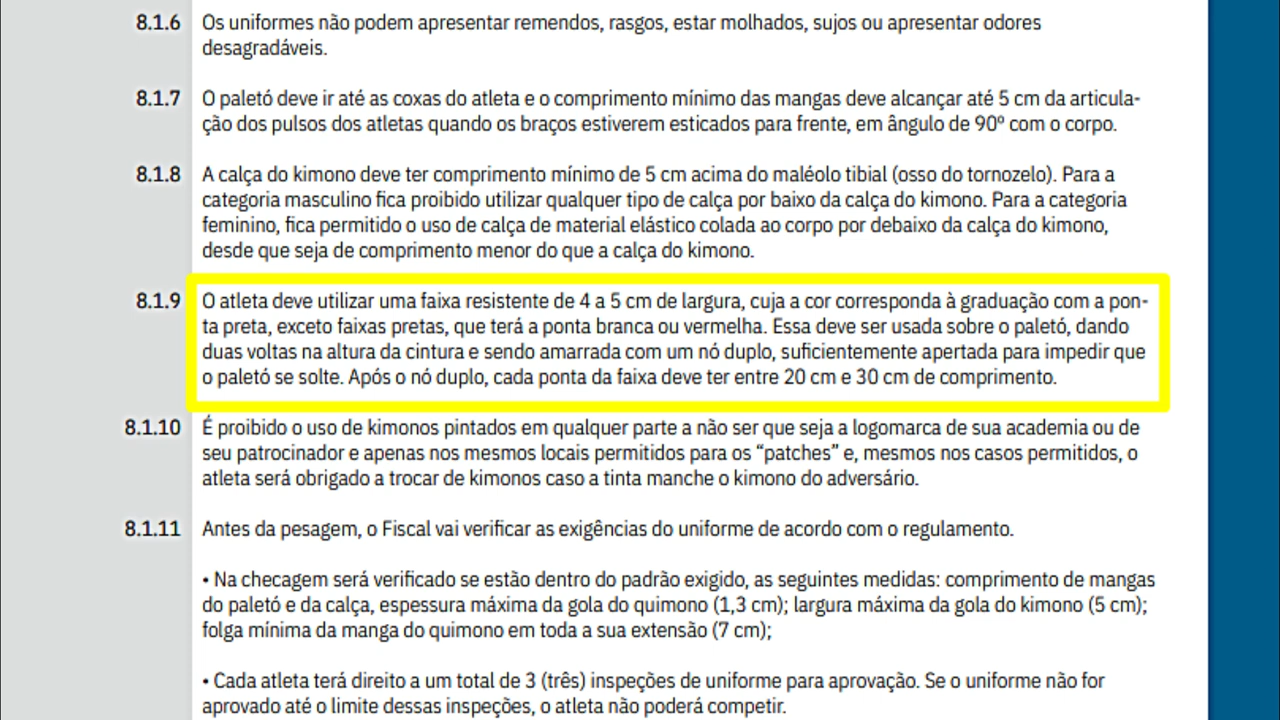 8.1.6 Os uniformes não podem apresentar remendos, rasgos, estar molhados, sujos ou apresentar odores
desagradáveis.
8.1.7 O paletó deve ir até as coxas do atleta e o comprimento mínimo das mangas deve alcançar até 5 cm da articula-
ção dos pulsos dos atletas quando os braços estiverem esticados para frente, em ângulo de 90º com o corpo.
8.1.8 A calça do kimono deve ter comprimento mínimo de 5 cm acima do maléolo tibial (osso do tornozelo). Para a
categoria masculino fica proibido utilizar qualquer tipo de calça por baixo da calça do kimono. Para a categoria
feminino, fica permitido o uso de calça de material elástico colada ao corpo por debaixo da calça do kimono,
desde que seja de comprimento menor do que a calça do kimono.
8.1.9 O atleta deve utilizar uma faixa resistente de 4 a 5 cm de largura, cuja a cor corresponda à graduação com a pon-
ta preta, exceto faixas pretas, que terá a ponta branca ou vermelha. Essa deve ser usada sobre o paletó, dando
duas voltas na altura da cintura e sendo amarrada com um nó duplo, suficientemente apertada para impedir que
o paletó se solte. Após o nó duplo, cada ponta da faixa deve ter entre 20 cm e 30 cm de comprimento.
8.1.10 É proibido o uso de kimonos pintados em qualquer parte a não ser que seja a logomarca de sua academia ou de
seu patrocinador e apenas nos mesmos locais permitidos para os “patches” e, mesmos nos casos permitidos, o
atleta será obrigado a trocar de kimonos caso a tinta manche o kimono do adversário.
8.1.11 Antes da pesagem, o Fiscal vai verificar as exigências do uniforme de acordo com o regulamento.
• Na checagem será verificado se estão dentro do padrão exigido, as seguintes medidas: comprimento de mangas
do paletó e da calça, espessura máxima da gola do quimono (1,3 cm); largura máxima da gola do kimono (5 cm);
folga mínima da manga do quimono em toda a sua extensão (7 cm);
• Cada atleta terá direito a um total de 3 (três) inspeções de uniforme para aprovação. Se o uniforme não for
aprovado até o limite dessas inspeções, o atleta não poderá competir.